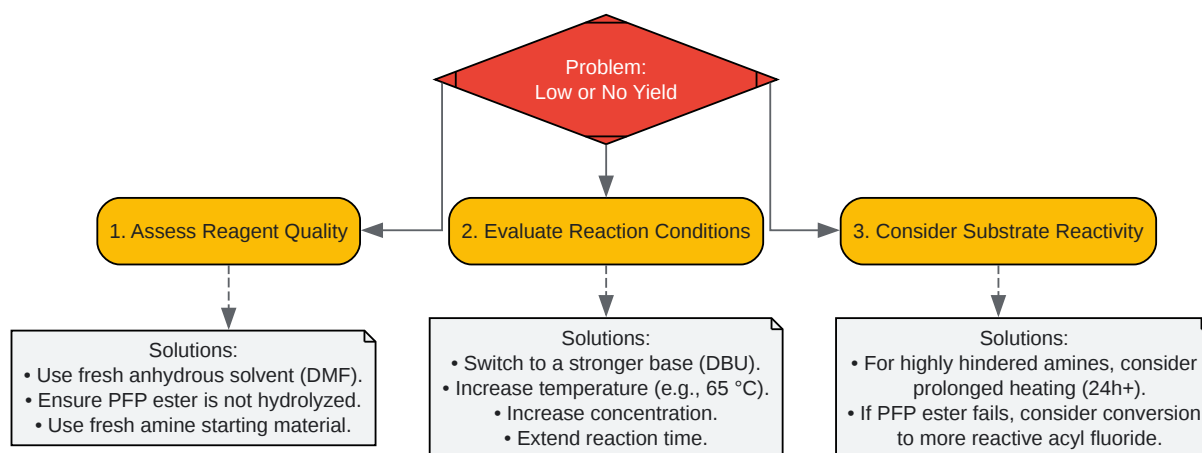 Problem:
Low or No Yield
1. Assess Reagent Quality
2. Evaluate Reaction Conditions
3. Consider Substrate Reactivity
Solutions:
• Use fresh anhydrous solvent (DMF).
• Ensure PFP ester is not hydrolyzed.
• Use fresh amine starting material.
Solutions:
• Switch to a stronger base (DBU).
• Increase temperature (e.g., 65 °C).
• Increase concentration.
• Extend reaction time.
Solutions:
• For highly hindered amines, consider
prolonged heating (24h+).
• If PFP ester fails, consider conversion
to more reactive acyl fluoride.